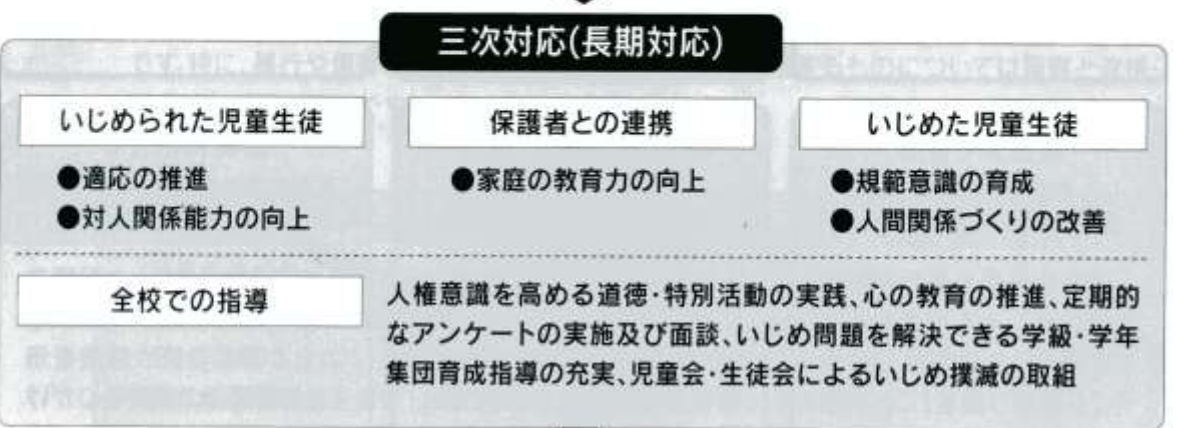 三次対応(長期対応)
いじめられた児童生徒
●適応の推進
●対人関係能力の向上
保護者との連携
●家庭の教育力の向上
いじめた児童生徒
●規範意識の育成
●人間関係づくりの改善
全校での指導
人権意識を高める道徳・特別活動の実践、心の教育の推進、定期的
なアンケートの実施及び面談、いじめ問題を解決できる学級・学年
集団育成指導の充実、児童会・生徒会によるいじめ撲滅の取組